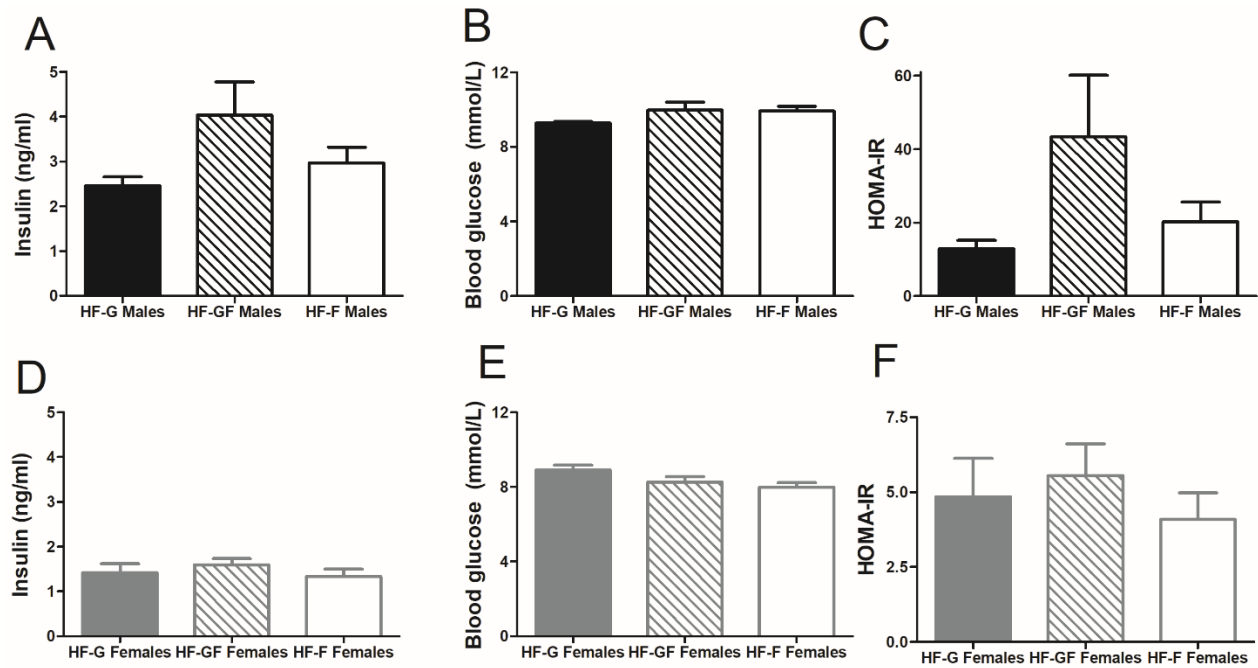 A
Insulin (ng/ml)
5
4
3
2
1
0
HF-G Males
HF-GF Males
HF-F Males
B
Blood glucose (mmol/L)
12
8
4
0
HF-G Males
HF-GF Males
HF-F Males
C
HOMA-IR
60
40
20
0
HF-G Males
HF-GF Males
HF-F Males
D
Insulin (ng/ml)
5
4
3
2
1
0
HF-G Females
HF-GF Females
HF-F Females
E
Blood glucose (mmol/L)
12
8
4
0
HF-G Females
HF-GF Females
HF-F Females
F
HOMA-IR
7.5
5.0
2.5
0.0
HF-G Females
HF-GF Females
HF-F Females